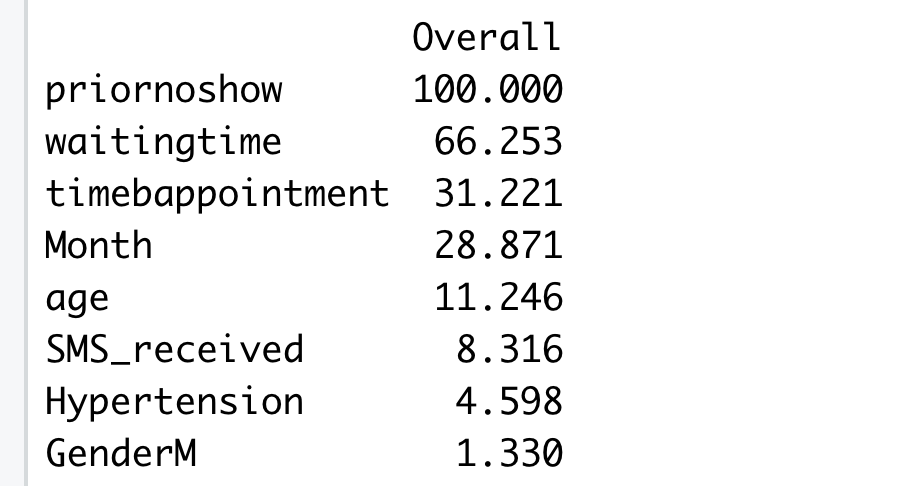 Overall
priornoshow 100.000
waitingtime 66.253
timebappointment 31.221
Month 28.871
age 11.246
SMS_received 8.316
Hypertension 4.598
GenderM 1.330